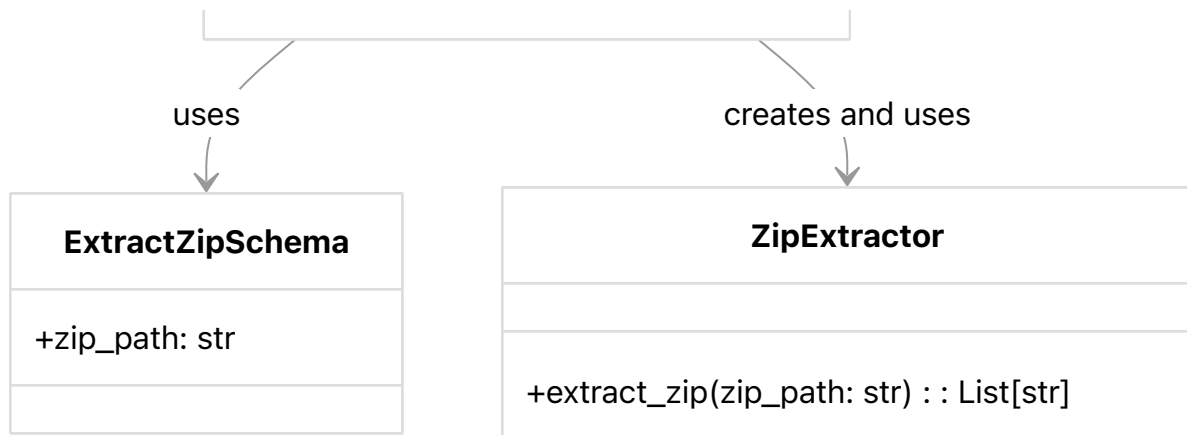 uses
creates and uses
ExtractZipSchema
+zip_path: str
ZipExtractor
+extract_zip(zip_path: str) : : List[str]